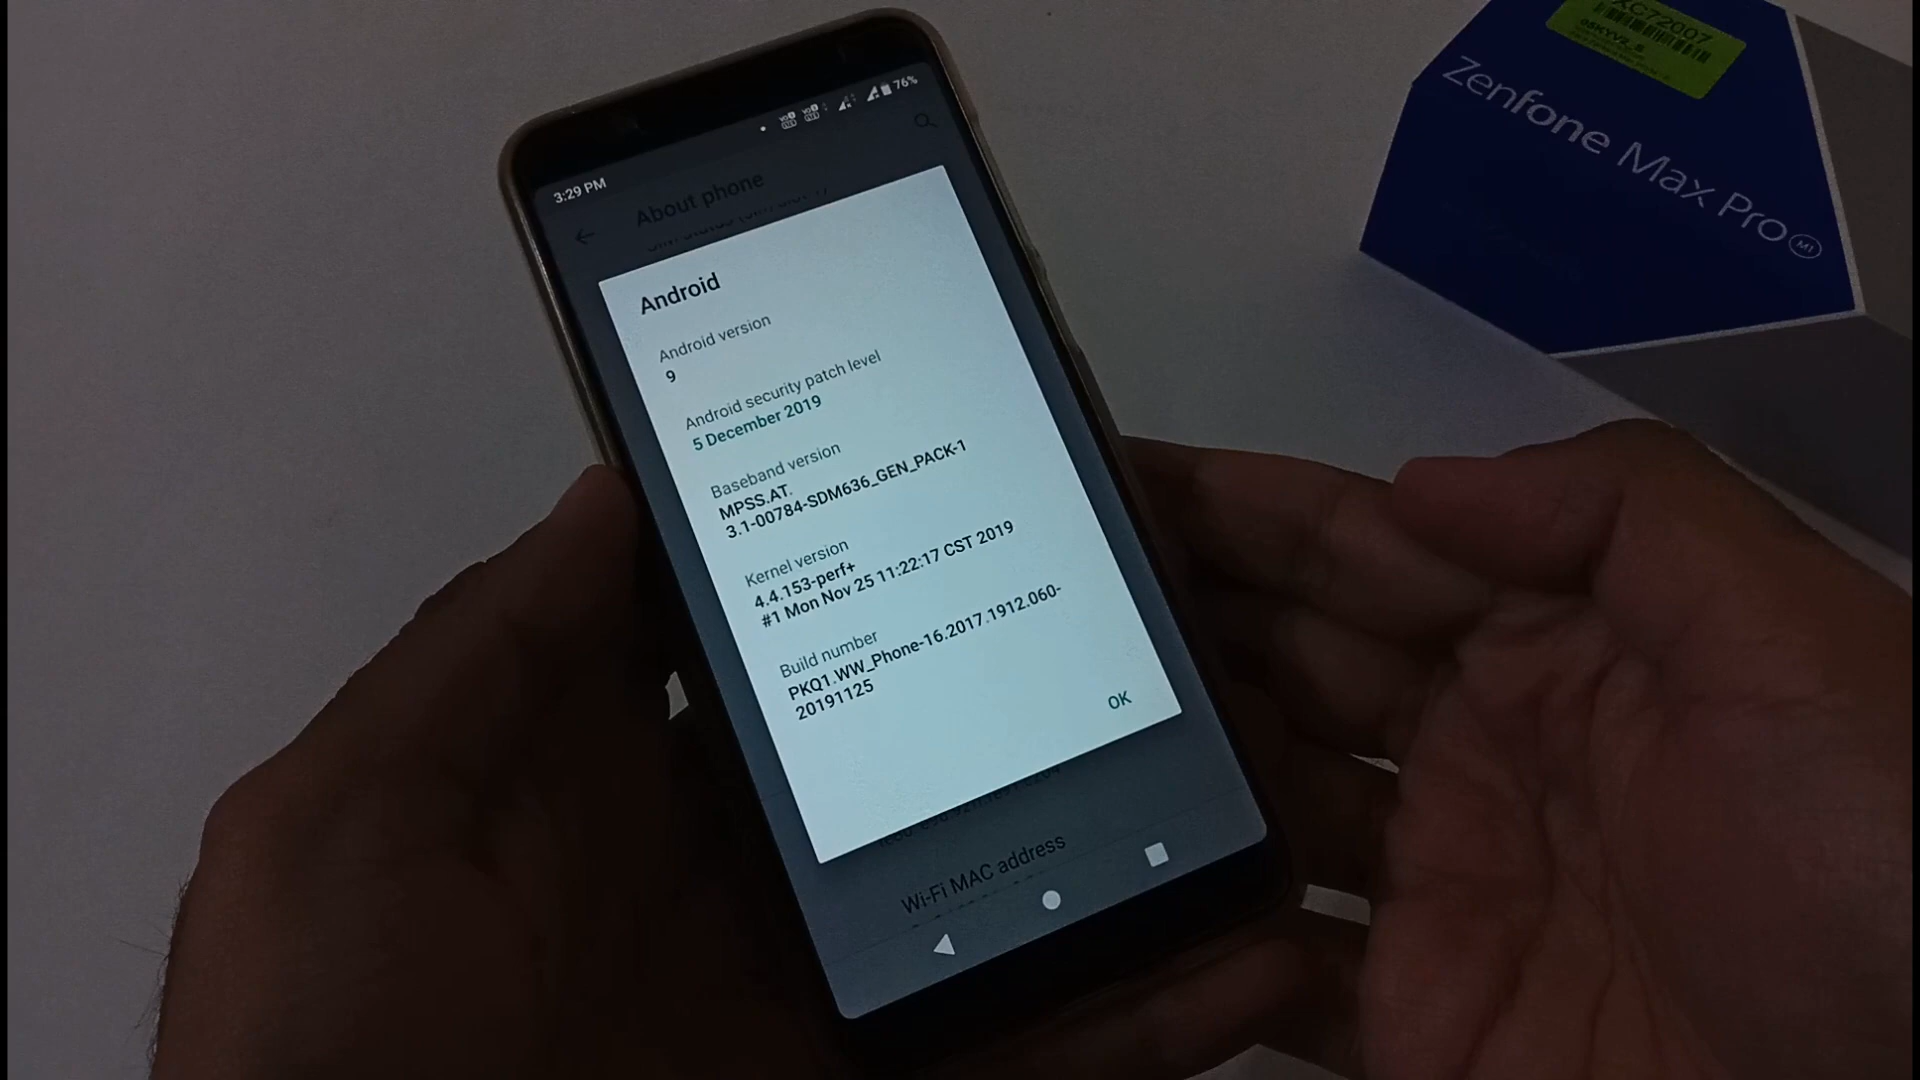 XC72007
Zenfone Max Pro M1
76%
3:29 PM
About phone
Android
Android version
9
Android security patch level
5 December 2019
Baseband version
MPSS.AT.
3.1-00784-SDM636_GEN_PACK-1
Kernel version
4.4.153-perf+
#1 Mon Nov 25 11:22:17 CST 2019
Build number
PKQ1.WW_Phone-16.2017.1912.060-
20191125
OK
Wi-Fi MAC address